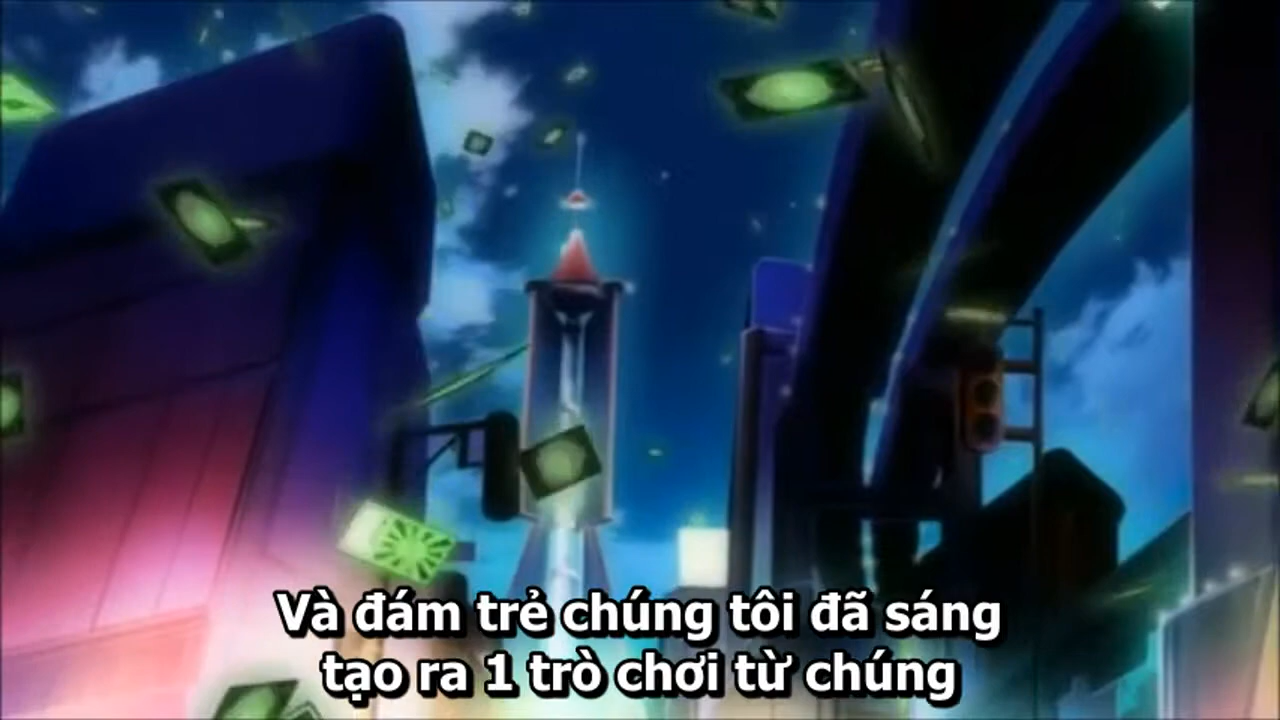 Và đám trẻ chúng tôi đã sáng
tạo ra 1 trò chơi từ chúng